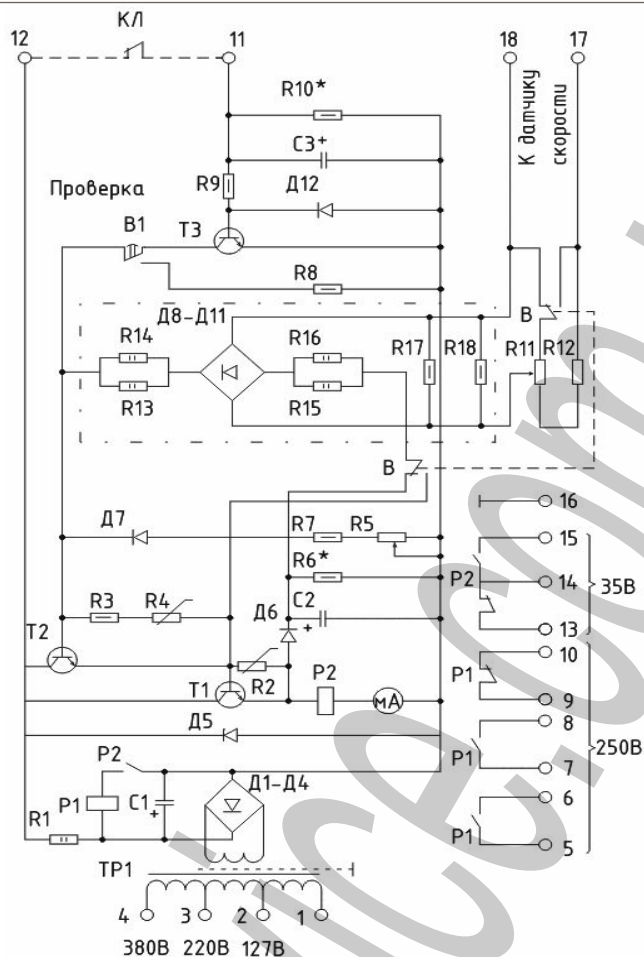 КЛ
12
11
18
17
R10*
С3+
К датчику
скорости
R9
Д12
Проверка
В1
Т3
R8
Д8-Д11
R14
R16
R17
R18
В
R11
R12
R13
R15
В
16
Д7
R7
R5
15
R6*
Р2
14
35В
R3
R4
Д6
С2
+
13
Т2
10
Р2
Р1
Т1
R2
мА
9
Д5
8
Р1
250В
Р2
Д1-Д4
7
R1
Р1
С1
+
6
Р1
5
ТР1
4
3
2
1
380В 220В 127В